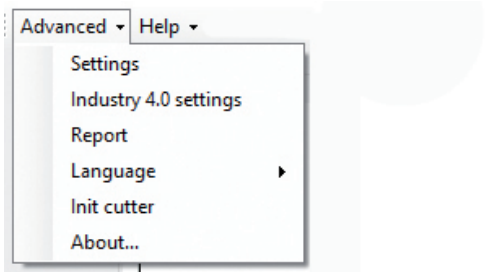 Advanced Help
Settings
Industry 4.0 settings
Report
Language
Init cutter
About...